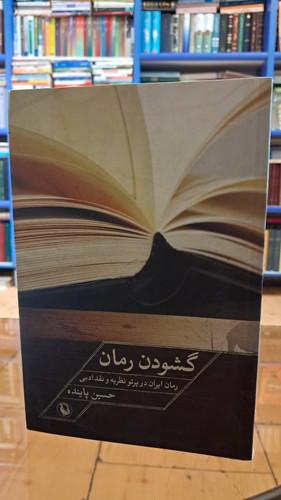 گشودن رمان
رمان ایران در پرتو نظریه و نقد ادبی
حسین پاینده